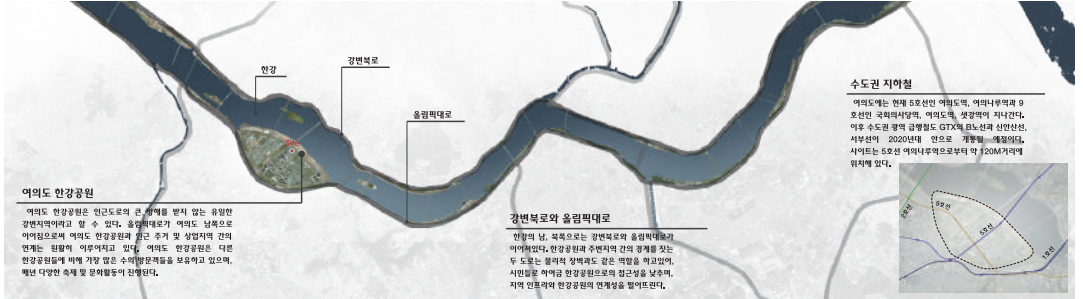 한강
강변북로
올림픽대로
Site
여의도 한강공원
여의도 한강공원은 인근도로의 큰 방해를 받지 않는 유일한
강변지역이라고 할 수 있다. 올림픽대로가 여의도 남쪽으로
이어짐으로써 여의도 한강공원과 인근 주거 및 상업지역 간의
연계는 원활히 이루어지고 있다. 여의도 한강공원은 다른
한강공원들에 비해 가장 많은 수의 방문객들을 보유하고 있으며,
매년 다양한 축제 및 문화활동이 진행된다.
강변북로와 올림픽대로
한강의 남, 북쪽으로는 강변북로와 올림픽대로가
이어져있다. 한강공원과 주변지역 간의 경계를 짓는
두 도로는 물리적 장벽과도 같은 역할을 하고있어,
시민들로 하여금 한강공원으로의 접근성을 낮추며,
지역 인프라와 한강공원의 연계성을 떨어뜨린다.
수도권 지하철
여의도에는 현재 5호선인 여의도역, 여의나루역과 9
호선인 국회의사당역, 여의도역, 샛강역이 지나간다.
이후 수도권 광역 급행철도 GTX의 B노선과 신안산선,
서부선이 2020년대 안으로 개통될 예정이다.
사이트는 5호선 여의나루역으로부터 약 120M거리에
위치해 있다.
2호선
9호선
5호선
1호선